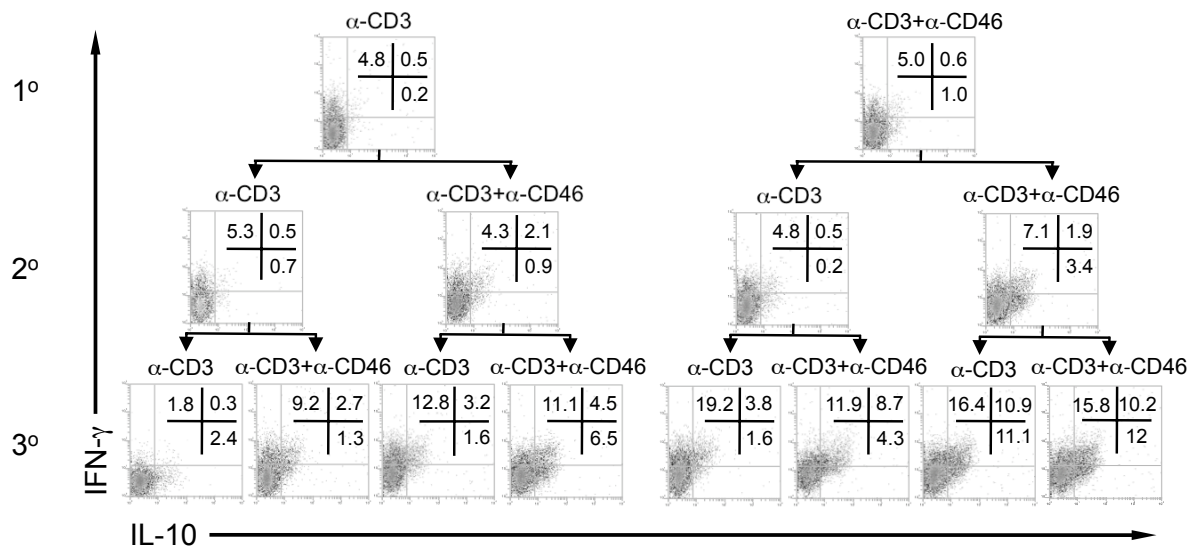 α-CD3 α-CD3+α-CD46
1º 4.8 0.5 5.0 0.6
0.2 1.0
α-CD3 α-CD3+α-CD46 α-CD3 α-CD3+α-CD46
2º 5.3 0.5 4.3 2.1 4.8 0.5 7.1 1.9
0.7 0.9 0.2 3.4
α-CD3 α-CD3+α-CD46 α-CD3 α-CD3+α-CD46 α-CD3 α-CD3+α-CD46 α-CD3 α-CD3+α-CD46
3º 1.8 0.3 9.2 2.7 12.8 3.2 11.1 4.5 19.2 3.8 11.9 8.7 16.4 10.9 15.8 10.2
2.4 1.3 1.6 6.5 1.6 4.3 11.1 12
IFN-γ
IL-10